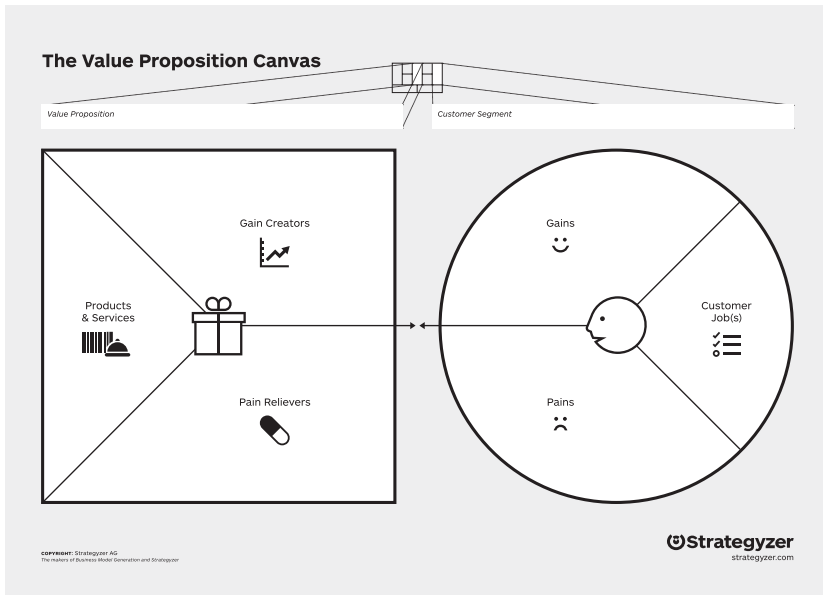 The Value Proposition Canvas
Value Proposition
Customer Segment
Gain Creators
Gains
Products
& Services
Customer
Job(s)
Pain Relievers
Pains
COPYRIGHT: Strategyzer AG
The makers of Business Model Generation and Strategyzer
Strategyzer
strategyzer.com